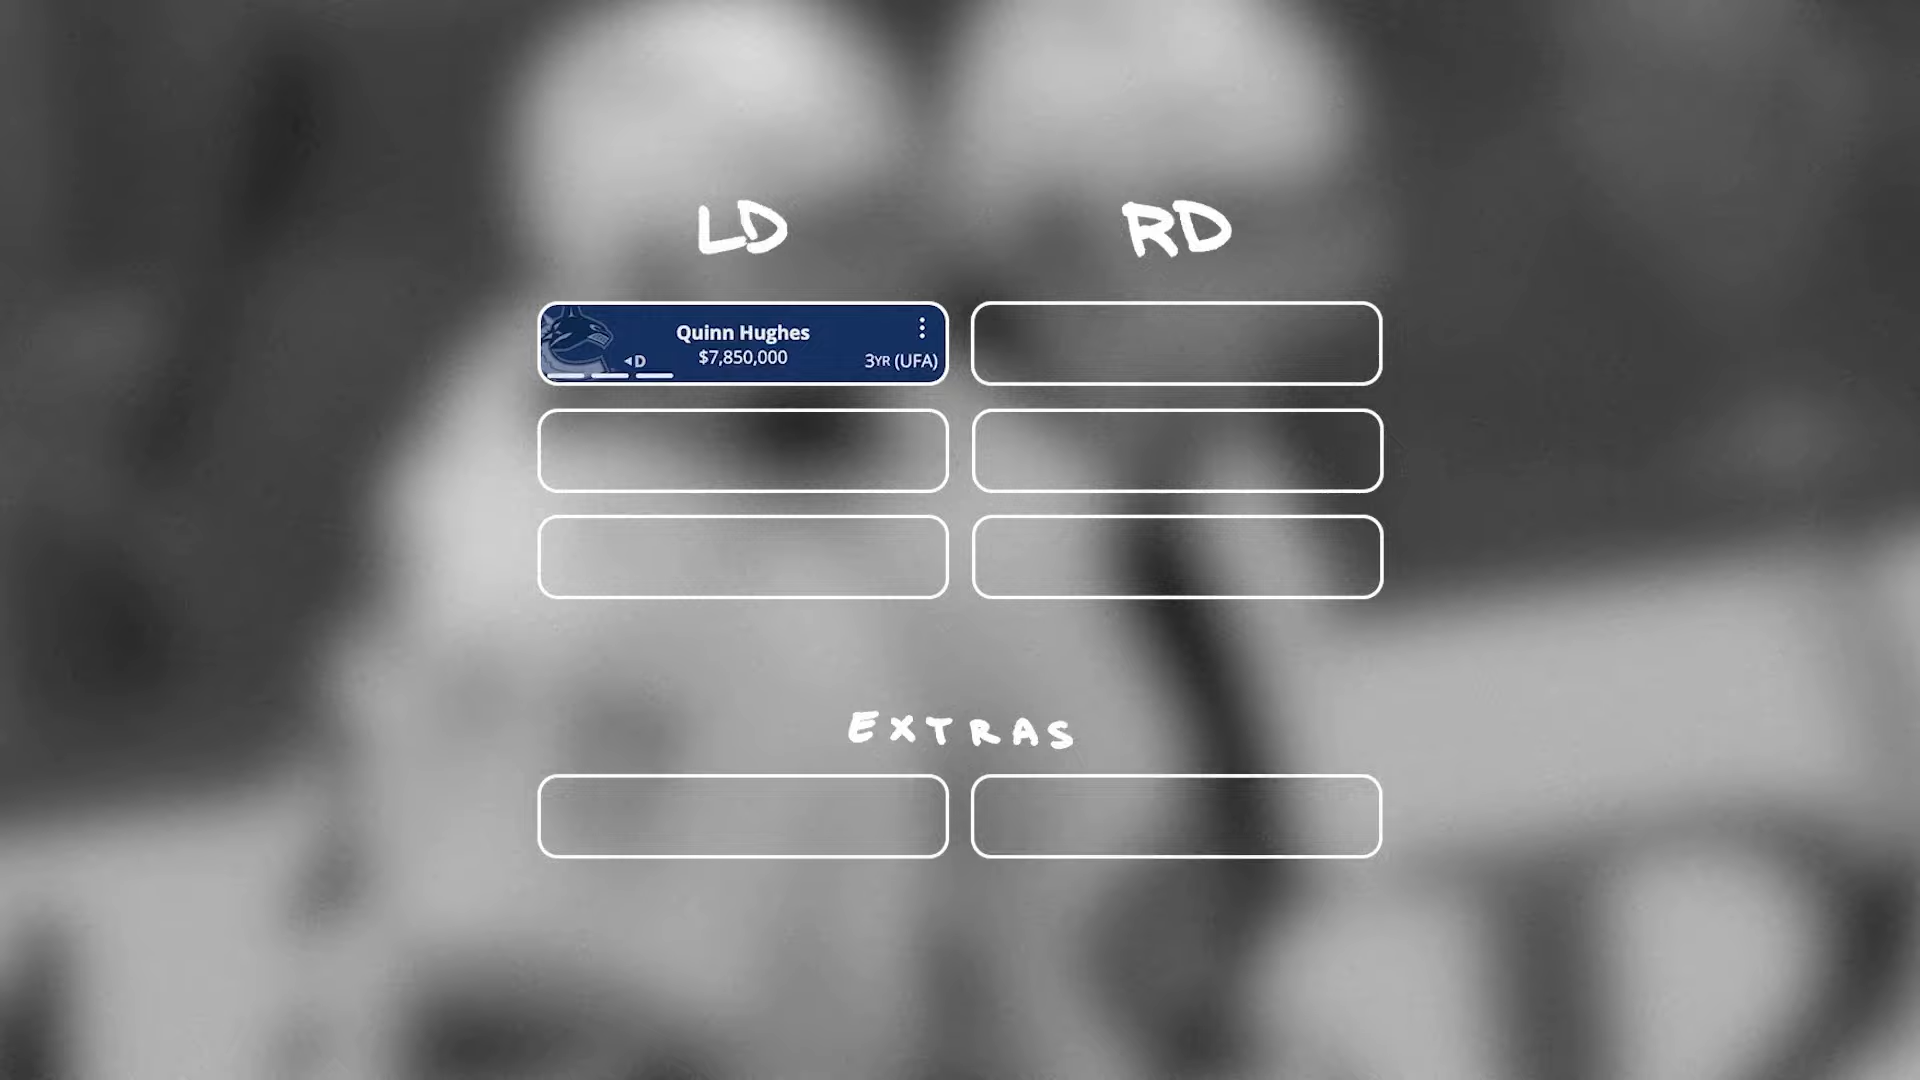 LD
RD
Quinn Hughes
◂D
$7,850,000
3YR (UFA)
EXTRAS